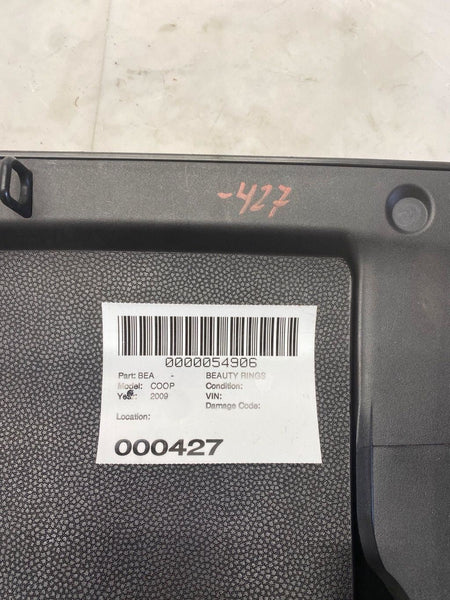 -427
0000054906
Part: BEA - BEAUTY RINGS
Model: COOP Condition:
Year: 2009 VIN:
Damage Code:
Location:
000427